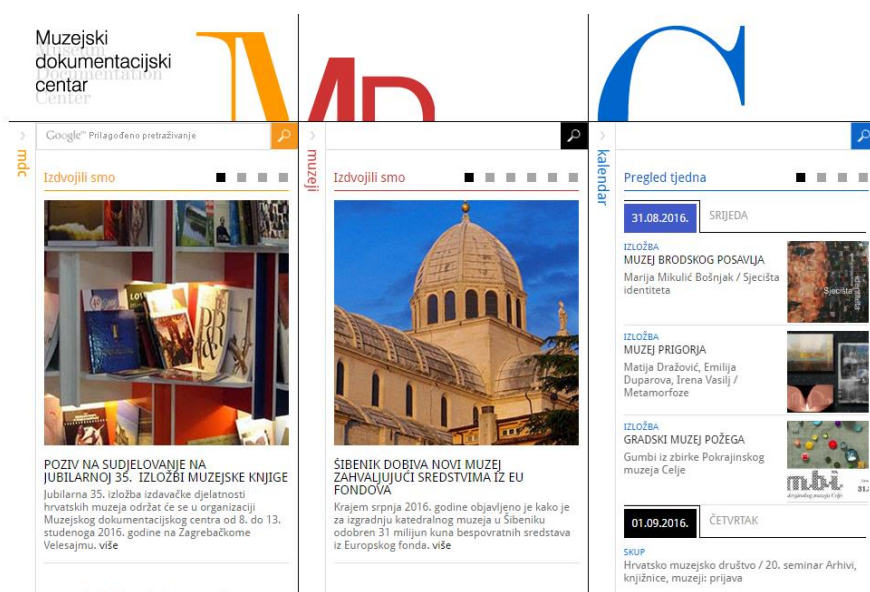 Muzejski
Museum
dokumentacijski
Documentation
centar
Center
M
MD
C
mdc
Google™ Prilagođeno pretraživanje
Izdvojili smo
POZIV NA SUDJELOVANJE NA
JUBILARNOJ 35. IZLOŽBI MUZEJSKE KNJIGE
Jubilarna 35. izložba izdavačke djelatnosti
hrvatskih muzeja održat će se u organizaciji
Muzejskog dokumentacijskog centra od 8. do 13.
studenoga 2016. godine na Zagrebačkome
Velesajmu. više
muzeji
Izdvojili smo
ŠIBENIK DOBIVA NOVI MUZEJ
ZAHVALJUJUĆI SREDSTVIMA IZ EU
FONDOVA
Krajem srpnja 2016. godine objavljeno je kako je
za izgradnju katedralnog muzeja u Šibeniku
odobren 31 milijun kuna bespovratnih sredstava
iz Europskog fonda. više
kalendar
Pregled tjedna
31.08.2016. SRIJEDA
IZLOŽBA
MUZEJ BRODSKOG POSAVLJA
Marija Mikulić Bošnjak / Sjecišta
identiteta
Sjecišta
identiteta
IZLOŽBA
MUZEJ PRIGORJA
Matija Dražović, Emilija
Duparova, Irena Vasilj /
Metamorfoze
IZLOŽBA
GRADSKI MUZEJ POŽEGA
Gumbi iz zbirke Pokrajinskog
muzeja Celje
01.09.2016. ČETVRTAK
SKUP
Hrvatsko muzejsko društvo / 20. seminar Arhivi,
knjižnice, muzeji: prijava